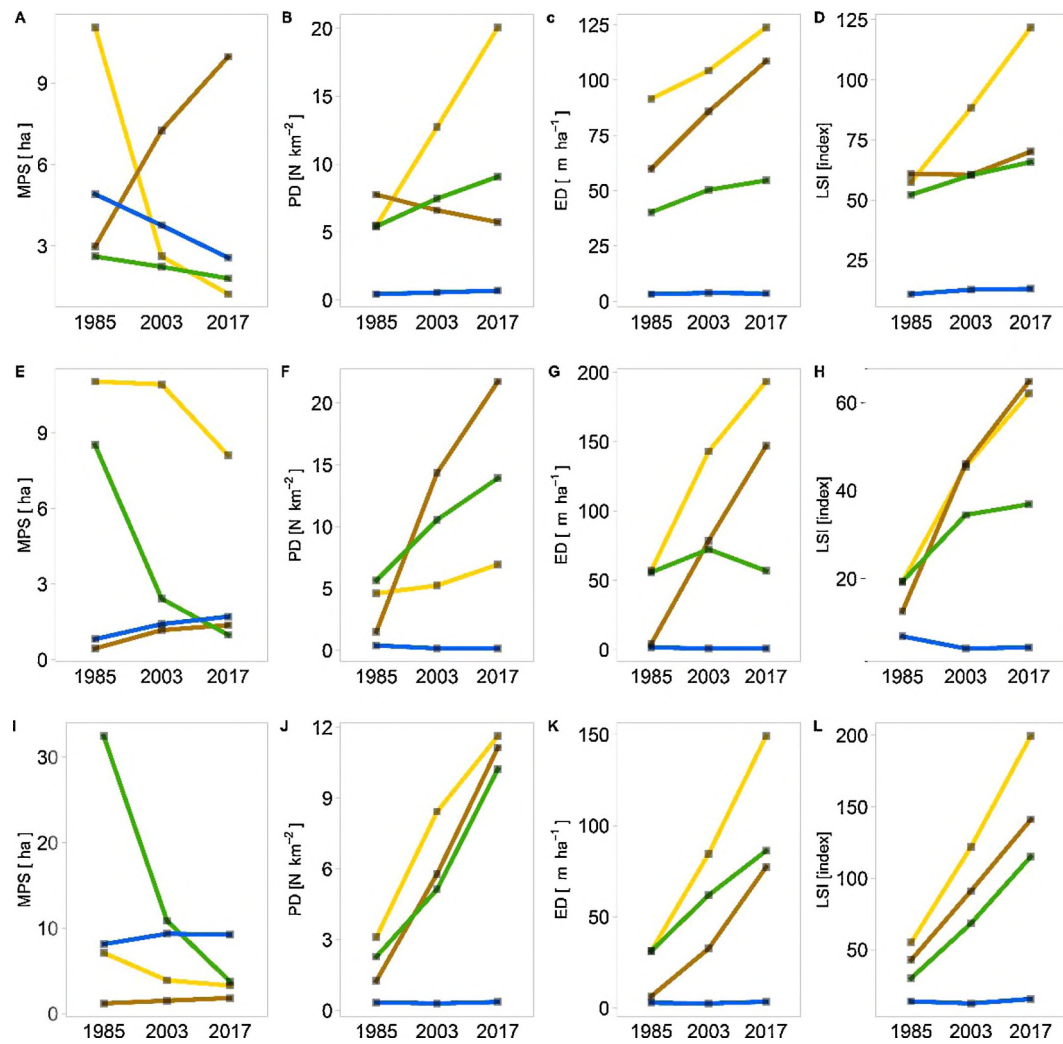 A
MPS [ ha]
9
6
3
1985 2003 2017
B
PD [N km⁻²]
20
15
10
5
0
1985 2003 2017
c
ED [ m ha⁻¹]
125
100
75
50
25
0
1985 2003 2017
D
LSI [index]
125
100
75
50
25
1985 2003 2017
E
MPS [ ha]
9
6
3
0
1985 2003 2017
F
PD [N km⁻²]
20
15
10
5
0
1985 2003 2017
G
ED [ m ha⁻¹]
200
150
100
50
0
1985 2003 2017
H
LSI [index]
60
40
20
1985 2003 2017
I
MPS [ ha]
30
20
10
0
1985 2003 2017
J
PD [N km⁻²]
12
9
6
3
0
1985 2003 2017
K
ED [ m ha⁻¹]
150
100
50
0
1985 2003 2017
L
LSI [index]
200
150
100
50
1985 2003 2017